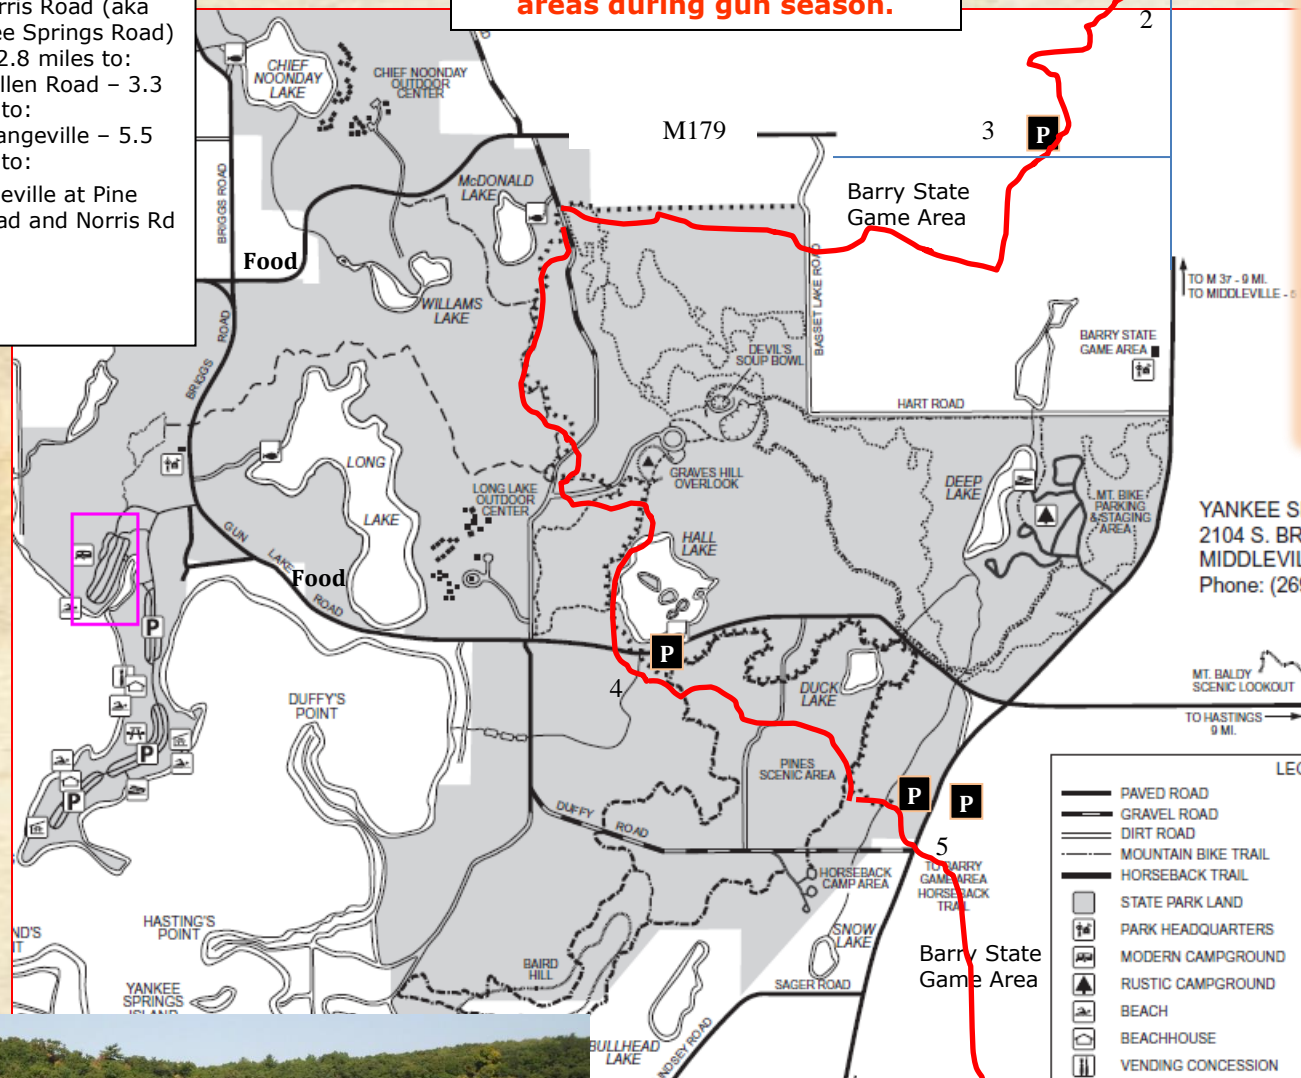 areas during gun season.
rris Road (aka
ee Springs Road)
2.8 miles to:
llen Road – 3.3
to:
angeville – 5.5
to:
eville at Pine
ad and Norris Rd
2
CHIEF
NOONDAY
LAKE
CHIEF NOONDAY
OUTDOOR
CENTER
M179
3
P
McDONALD
LAKE
BRIGGS ROAD
Barry State
Game Area
Food
WILLAMS
LAKE
BASSET LAKE ROAD
TO M 37 - 9 MI.
TO MIDDLEVILLE - 5
BRIGGS
ROAD
DEVIL'S
SOUP BOWL
BARRY STATE
GAME AREA
HART ROAD
LONG
LAKE
LONG LAKE
OUTDOOR
CENTER
GRAVES HILL
OVERLOOK
DEEP
LAKE
MT. BIKE
PARKING
& STAGING
AREA
YANKEE S
2104 S. BR
MIDDLEVIL
Phone: (269
GUN
LAKE
ROAD
Food
HALL
LAKE
P
P
4
DUCK
LAKE
MT. BALDY
SCENIC LOOKOUT
DUFFY'S
POINT
TO HASTINGS
9 MI.
P
P
PINES
SCENIC AREA
P
P
DUFFY
ROAD
5
TO BARRY
GAME AREA
HORSEBACK
TRAIL
HORSEBACK
CAMP AREA
LEG
PAVED ROAD
GRAVEL ROAD
DIRT ROAD
MOUNTAIN BIKE TRAIL
HORSEBACK TRAIL
STATE PARK LAND
PARK HEADQUARTERS
MODERN CAMPGROUND
RUSTIC CAMPGROUND
BEACH
BEACHHOUSE
VENDING CONCESSION
HASTING'S
POINT
ND'S
IT
SNOW
LAKE
Barry State
Game Area
BAIRD
HILL
SAGER ROAD
YANKEE
SPRINGS
ISLAND
BULLHEAD
LAKE
NDSEY ROAD